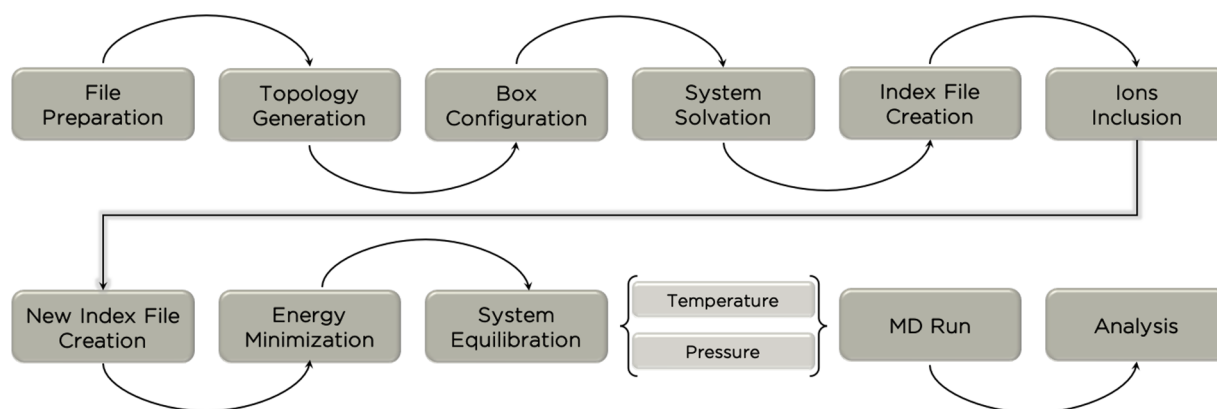 File
Preparation
Topology
Generation
Box
Configuration
System
Solvation
Index File
Creation
Ions
Inclusion
New Index File
Creation
Energy
Minimization
System
Equilibration
Temperature
Pressure
MD Run
Analysis